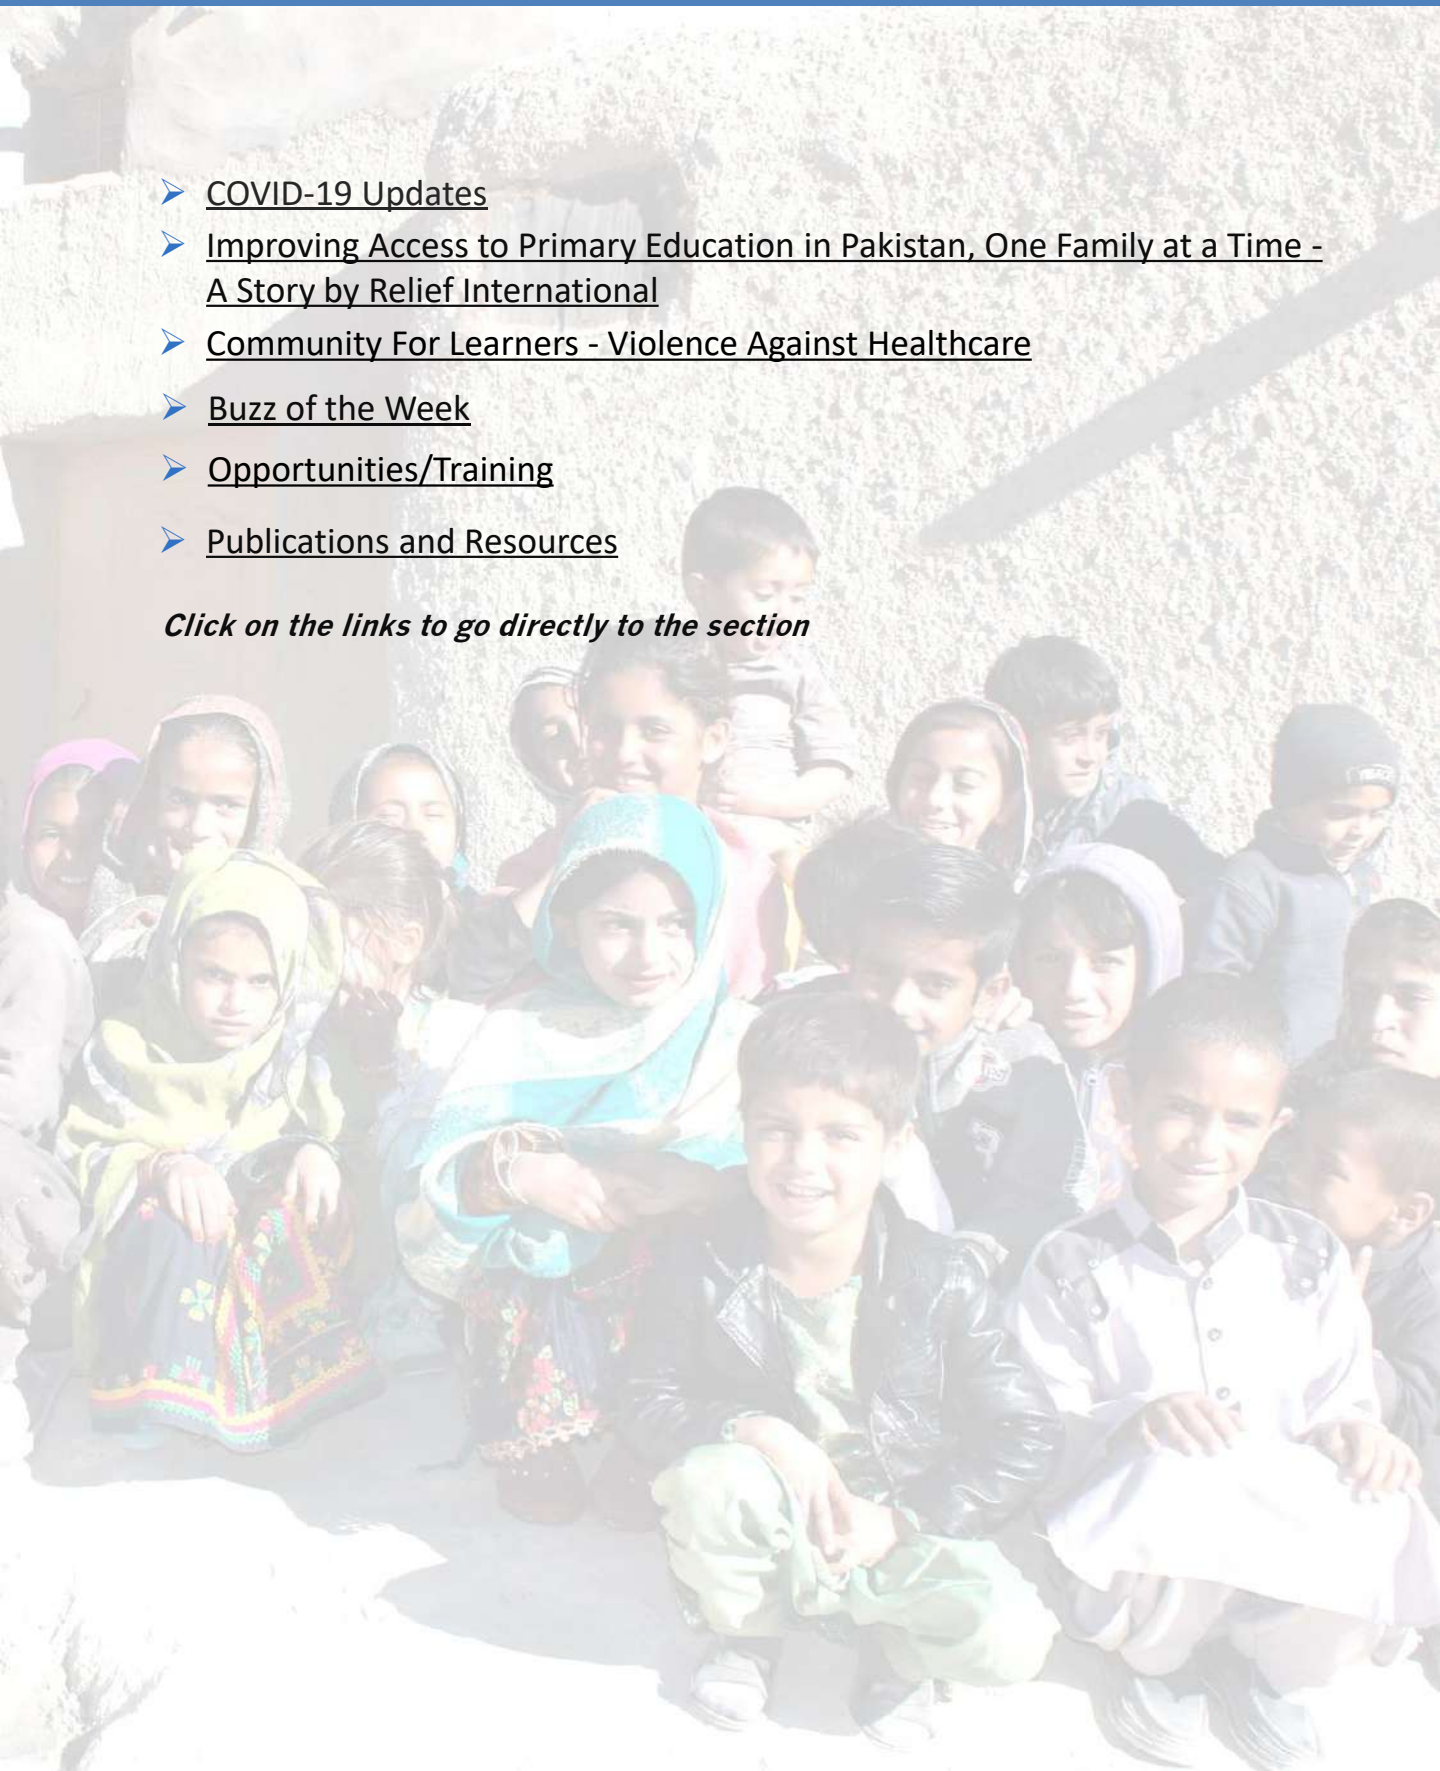 ➢ COVID-19 Updates
➢ Improving Access to Primary Education in Pakistan, One Family at a Time -
A Story by Relief International
➢ Community For Learners - Violence Against Healthcare
➢ Buzz of the Week
➢ Opportunities/Training
➢ Publications and Resources
Click on the links to go directly to the section